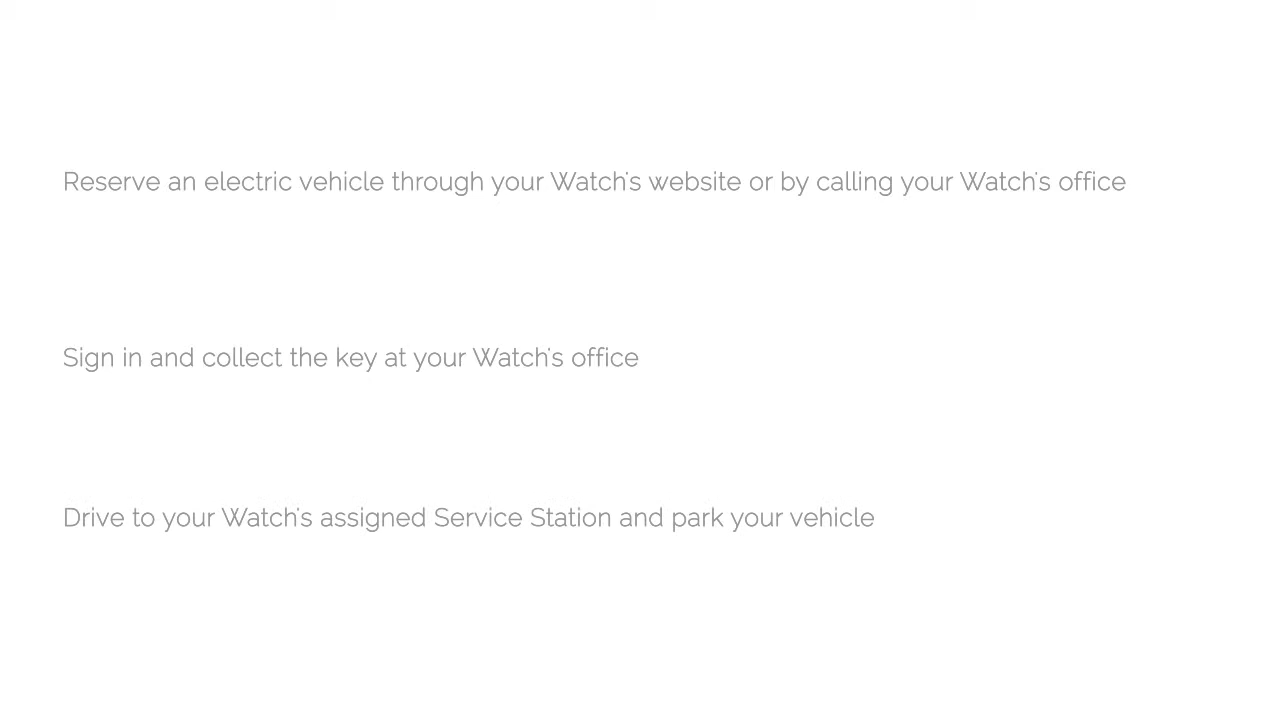 Reserve an electric vehicle through your Watch's website or by calling your Watch's office
Sign in and collect the key at your Watch's office
Drive to your Watch's assigned Service Station and park your vehicle